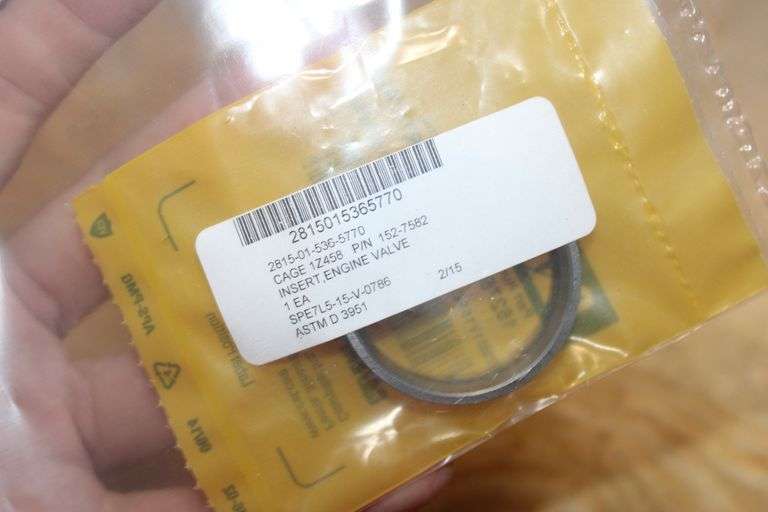 2815015365770
2815-01-536-5770
CAGE 1Z458 P/N 152-7582
INSERT,ENGINE VALVE
1 EA
SPE7L5-15-V-0786 2/15
ASTM D 3951